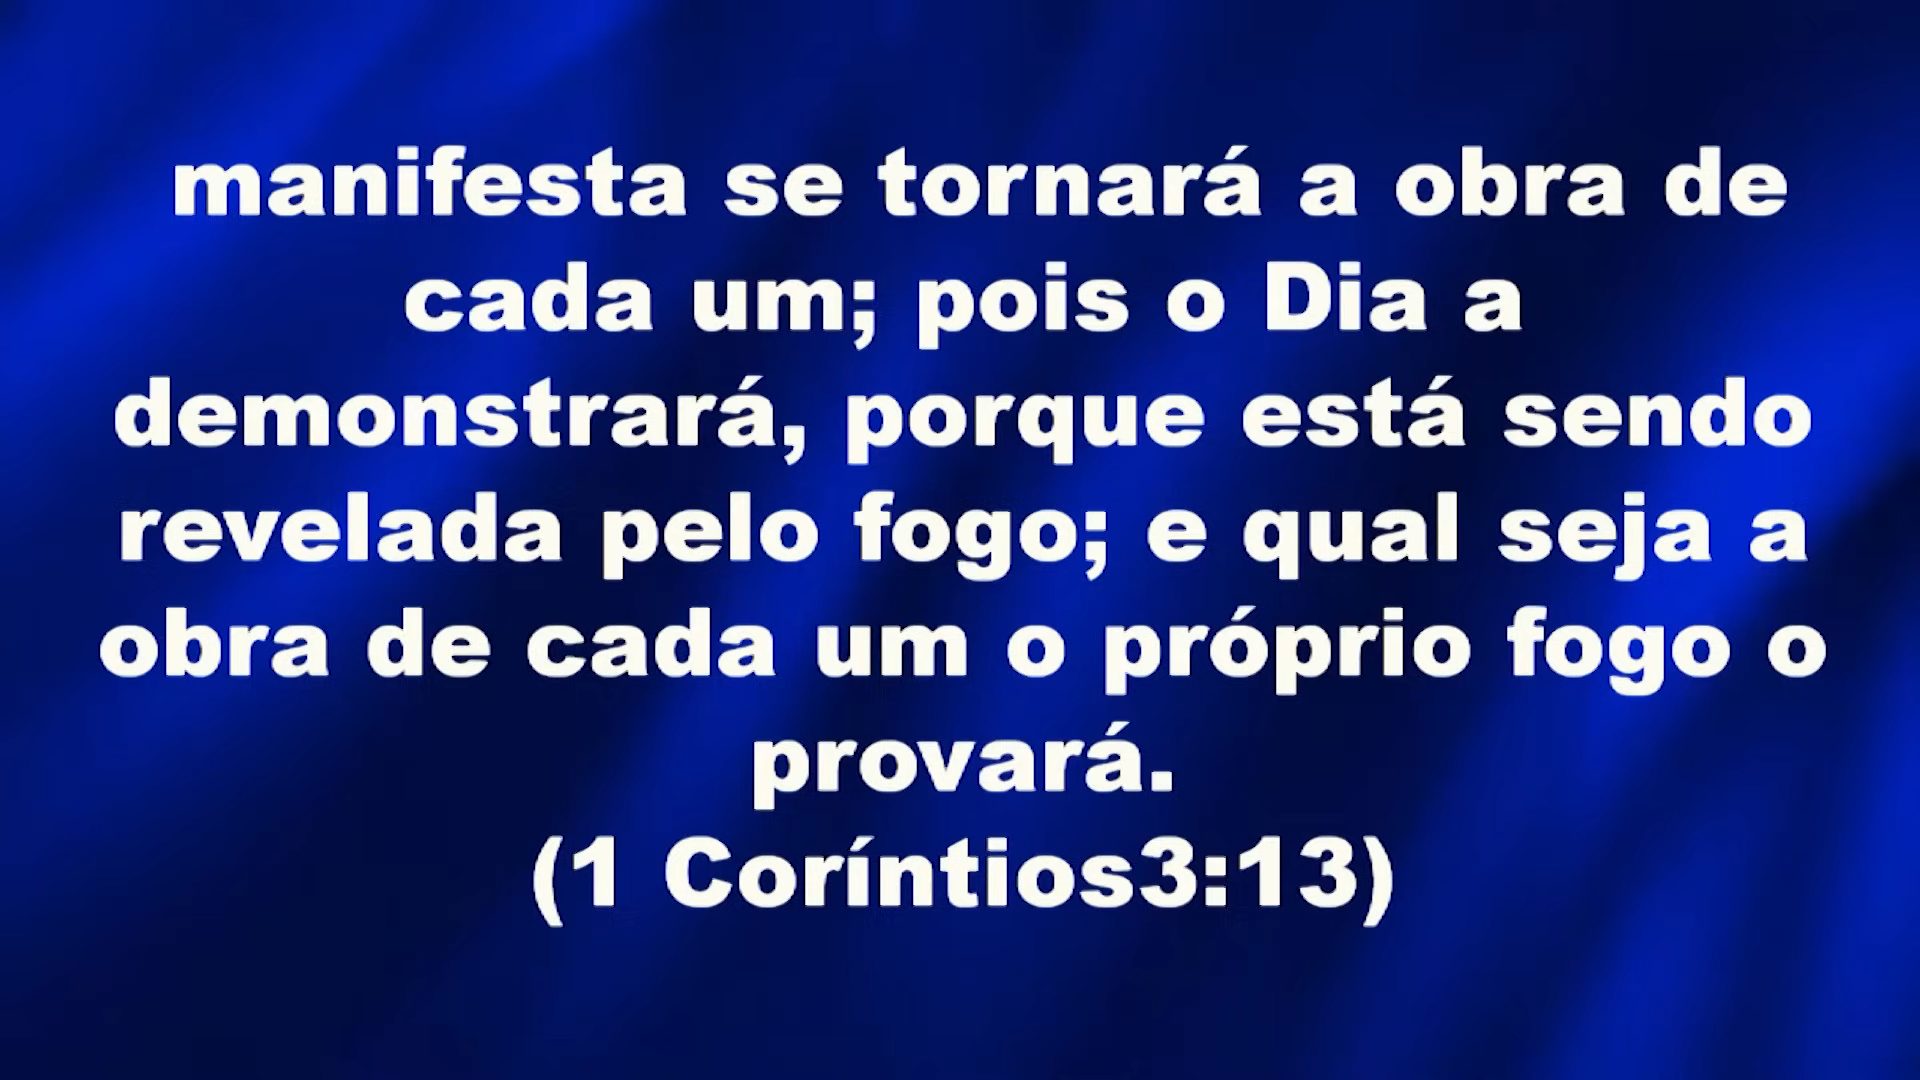 manifesta se tornará a obra de
cada um; pois o Dia a
demonstrará, porque está sendo
revelada pelo fogo; e qual seja a
obra de cada um o próprio fogo o
provará.
(1 Coríntios3:13)